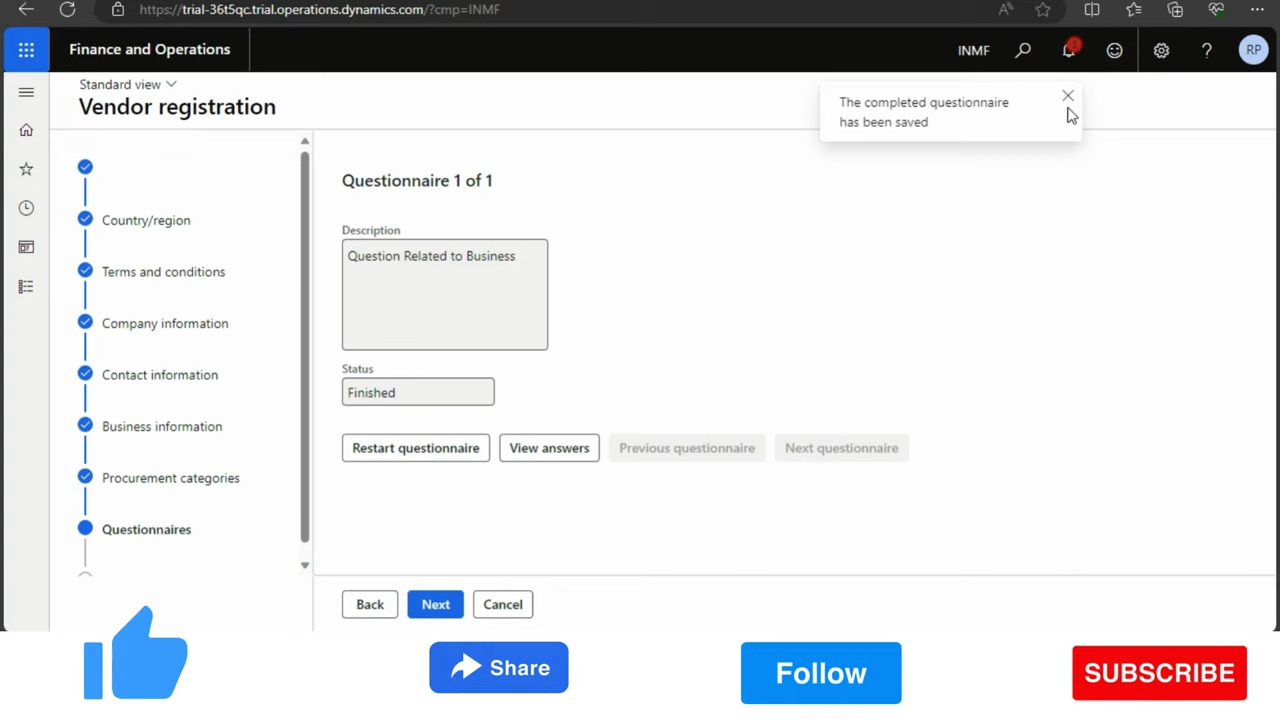 https://trial-36t5qc.trial.operations.dynamics.com/?cmp=INMF
Finance and Operations
INMF
RP
Standard view
Vendor registration
The completed questionnaire
has been saved
Country/region
Terms and conditions
Company information
Contact information
Business information
Procurement categories
Questionnaires
Questionnaire 1 of 1
Description
Question Related to Business
Status
Finished
Restart questionnaire
View answers
Previous questionnaire
Next questionnaire
Back
Next
Cancel
Share
Follow
SUBSCRIBE